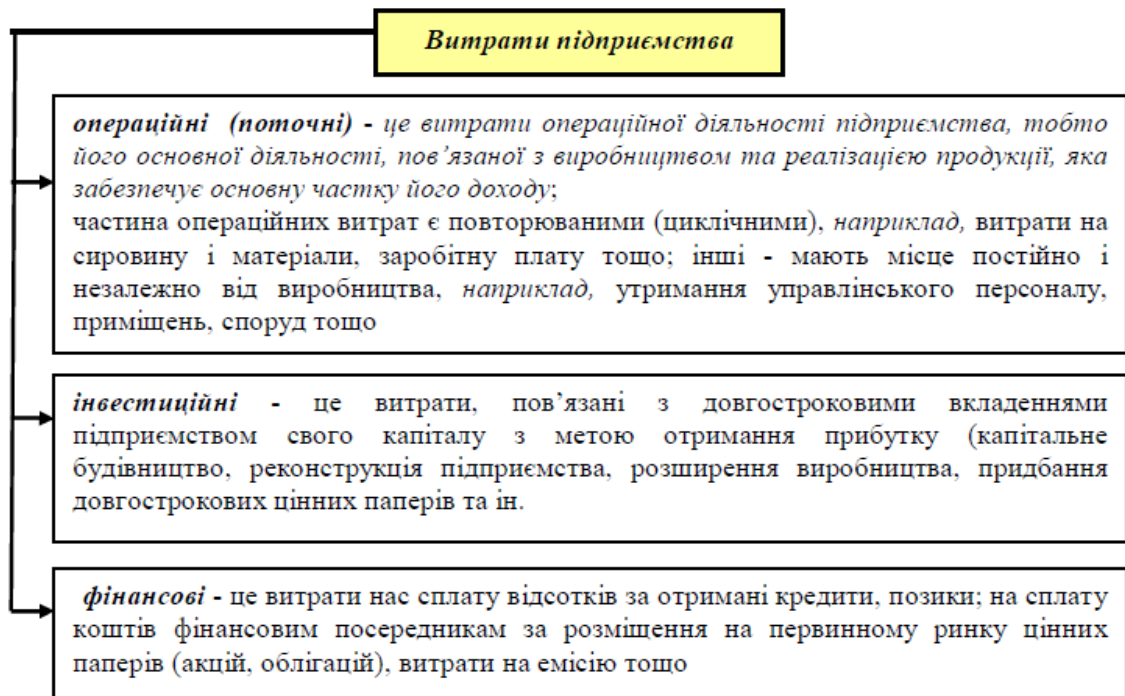 Витрати підприємства
операційні (поточні) - це витрати операційної діяльності підприємства, тобто
його основної діяльності, пов’язаної з виробництвом та реалізацією продукції, яка
забезпечує основну частку його доходу;
частина операційних витрат є повторюваними (циклічними), наприклад, витрати на
сировину і матеріали, заробітну плату тощо; інші - мають місце постійно і
незалежно від виробництва, наприклад, утримання управлінського персоналу,
приміщень, споруд тощо
інвестиційні - це витрати, пов’язані з довгостроковими вкладеннями
підприємством свого капіталу з метою отримання прибутку (капітальне
будівництво, реконструкція підприємства, розширення виробництва, придбання
довгострокових цінних паперів та ін.
фінансові - це витрати нас сплату відсотків за отримані кредити, позики; на сплату
коштів фінансовим посередникам за розміщення на первинному ринку цінних
паперів (акцій, облігацій), витрати на емісію тощо